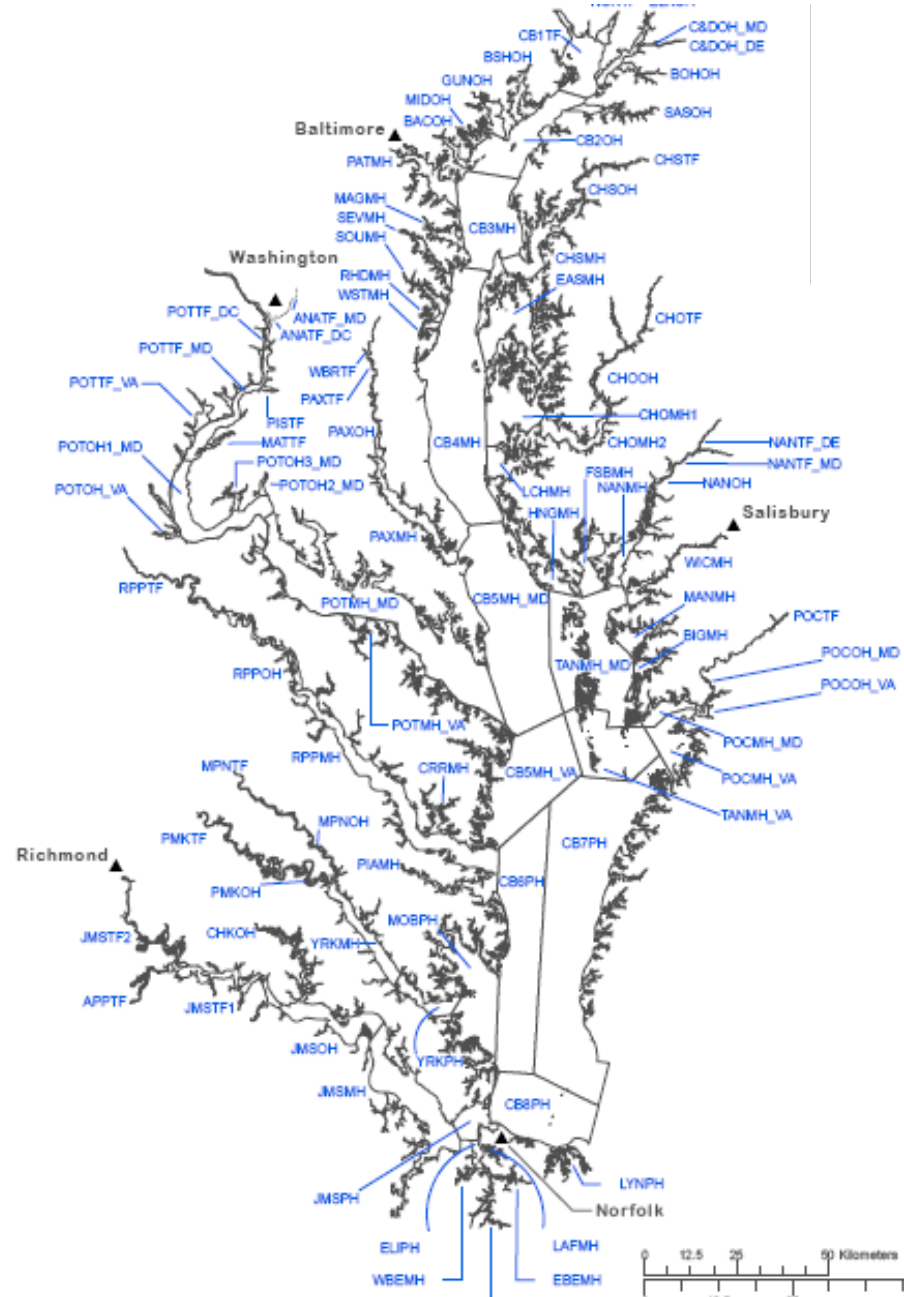 CB1TF
C&DOH_MD
C&DOH_DE
BSHOH
BOHOH
GUNOH
MIDOH
SASOH
BACOH
Baltimore
CB2OH
PATMH
CHSTF
CHSOH
MAGMH
SEVMH
CB3MH
SOUMH
Washington
CHSMH
RHDMH
EASMH
WSTMH
POTTF_DC
ANATF_MD
CHOTF
ANATF_DC
POTTF_MD
WBRTF
POTTF_VA
PAXTF
CHOOH
PISTF
CHOMH1
MATTF
PAXOH
CB4MH
CHOMH2
NANTF_DE
POTOH1_MD
POTOH3_MD
NANTF_MD
POTOH2_MD
LCHMH
FSBMH
NANOH
POTOH_VA
HNGMH
NANMH
Salisbury
PAXMH
WICMH
RPPTF
CB5MH_MD
MANMH
POTMH_MD
POCTF
BIGMH
TANMH_MD
POCOH_MD
RPPOH
POCOH_VA
POTMH_VA
POCMH_MD
RPPMH
MPNTF
CRRMH
CB5MH_VA
POCMH_VA
TANMH_VA
MPNOH
PMKTF
CB7PH
Richmond
PIAMH
CB6PH
PMKOH
MOBPH
CHKOH
JMSTF2
YRKMH
APPTF
JMSTF1
JMSOH
YRKPH
JMSMH
CB8PH
LYNPH
JMSPH
Norfolk
ELIPH
LAFMH
WBEMH
EBEMH
0 12.5 25 50 Kilometers